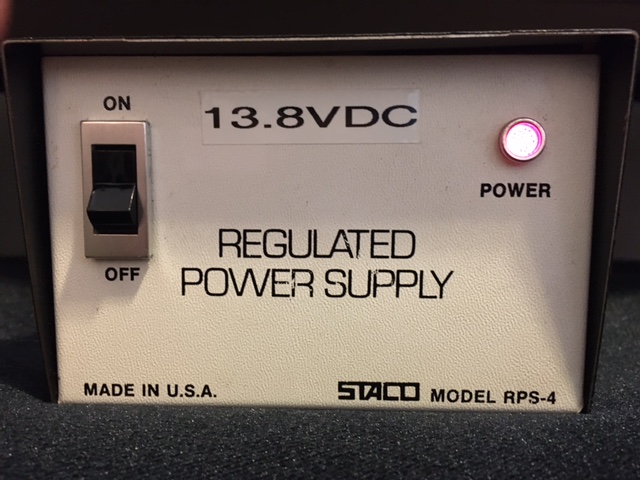 ON
13.8VDC
POWER
REGULATED
POWER SUPPLY
OFF
MADE IN U.S.A.
STACO MODEL RPS-4